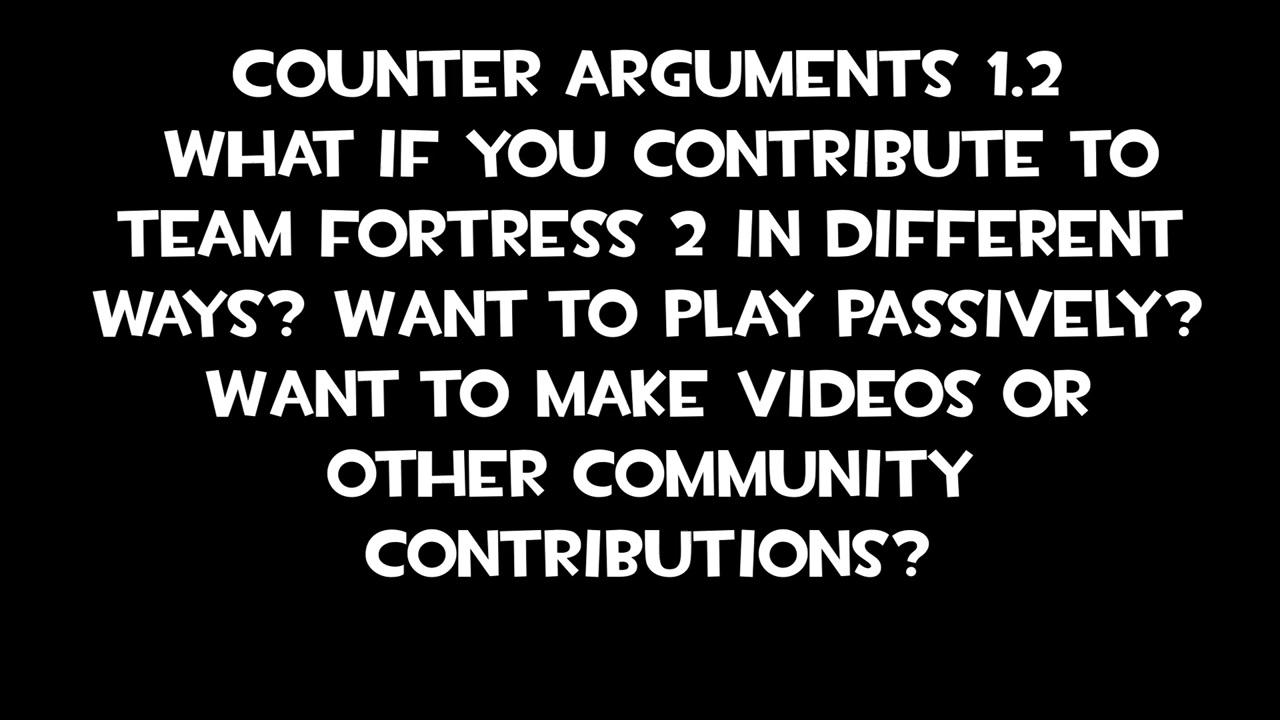 COUNTER ARGUMENTS 1.2
WHAT IF YOU CONTRIBUTE TO
TEAM FORTRESS 2 IN DIFFERENT
WAYS? WANT TO PLAY PASSIVELY?
WANT TO MAKE VIDEOS OR
OTHER COMMUNITY
CONTRIBUTIONS?